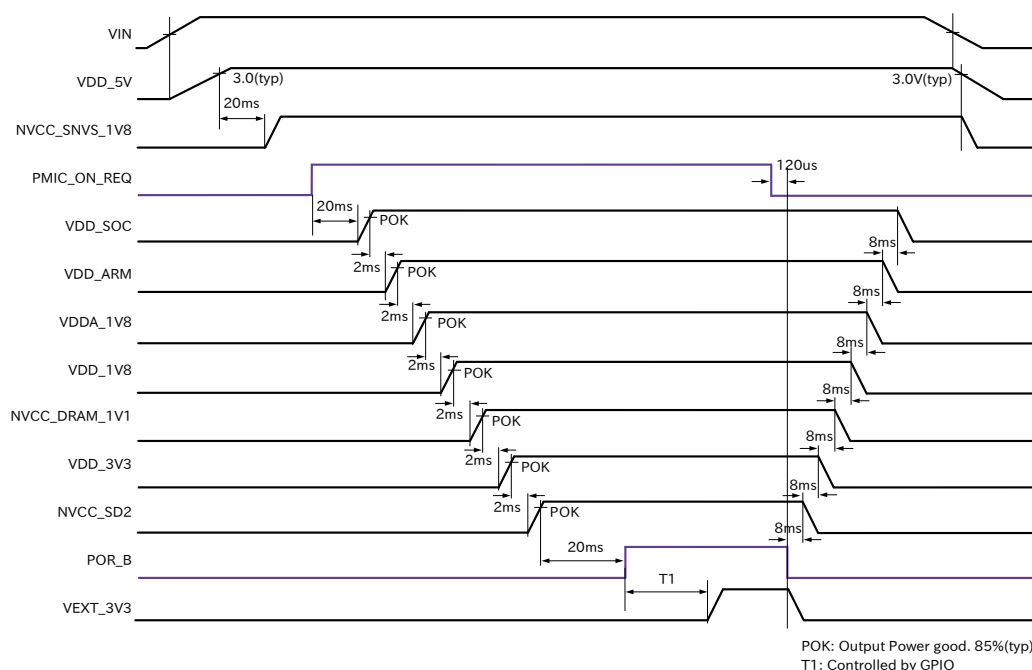 VIN
VDD_5V
3.0(typ)
3.0V(typ)
20ms
NVCC_SNVS_1V8
PMIC_ON_REQ
120us
20ms
VDD_SOC
POK
8ms
2ms
VDD_ARM
POK
8ms
2ms
VDDA_1V8
POK
8ms
2ms
VDD_1V8
POK
8ms
2ms
NVCC_DRAM_1V1
POK
8ms
2ms
VDD_3V3
POK
8ms
2ms
NVCC_SD2
POK
8ms
20ms
POR_B
T1
VEXT_3V3
POK: Output Power good. 85%(typ)
T1: Controlled by GPIO